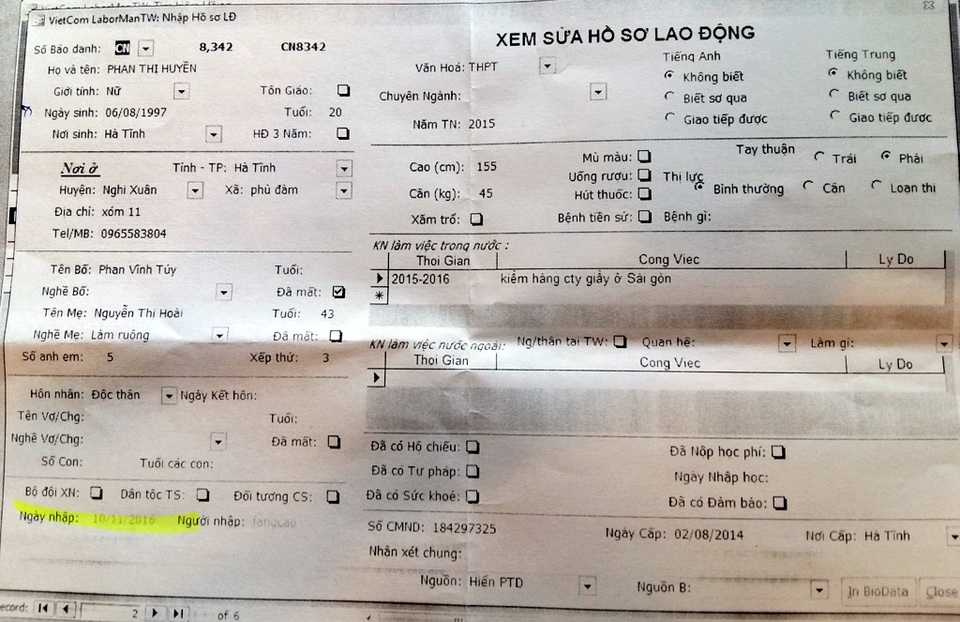 VietCom LaborManTW: Nhập Hồ sơ LĐ
XEM SỬA HỒ SƠ LAO ĐỘNG
Số Báo danh: CN 8,342 CN8342
Họ và tên: PHAN THỊ HUYỀN
Giới tính: Nữ Tôn Giáo:
Ngày sinh: 06/08/1997 Tuổi: 20
Nơi sinh: Hà Tĩnh HĐ 3 Năm:
Văn Hoá: THPT
Chuyên Ngành:
Năm TN: 2015
Tiếng Anh
Không biết
Biết sơ qua
Giao tiếp được
Tiếng Trung
Không biết
Biết sơ qua
Giao tiếp được
Nơi ở Tỉnh - TP: Hà Tĩnh
Huyện: Nghi Xuân Xã: phủ đàm
Địa chỉ: xóm 11
Tel/MB: 0965583804
Cao (cm): 155
Cân (kg): 45
Xăm trổ:
Mù màu:
Uống rượu:
Hút thuốc:
Bệnh tiền sử: Bệnh gì:
Tay thuận Trái Phải
Thị lực Bình thường Cận Loạn thị
Tên Bố: Phan Vĩnh Túy Tuổi:
Nghề Bố: Đã mất:
Tên Mẹ: Nguyễn Thị Hoài Tuổi: 43
Nghề Mẹ: Làm ruộng Đã mất:
Số anh em: 5 Xếp thứ: 3
KN làm việc trong nước :
Thoi Gian Cong Viec Ly Do
2015-2016 kiểm hàng cty giầy ở Sài gòn
KN làm việc nước ngoài: Ng/thân tại TW: Quan hệ: Làm gì:
Thoi Gian Cong Viec Ly Do
Hôn nhân: Độc thân Ngày Kết hôn:
Tên Vợ/Chg: Tuổi:
Nghề Vợ/Chg: Đã mất:
Số Con: Tuổi các con:
Bộ đội XN: Dân tộc TS: Đối tượng CS:
Ngày nhập: 10/11/2016 Người nhập: fangcao
Đã có Hộ chiếu:
Đã có Tư pháp:
Đã có Sức khoẻ:
Đã Nộp học phí:
Ngày Nhập học:
Đã có Đảm bảo:
Số CMND: 184297325 Ngày Cấp: 02/08/2014 Nơi Cấp: Hà Tĩnh
Nhận xét chung:
Nguồn: Hiến PTD Nguồn B: In BioData Close
ecord: 2 of 6